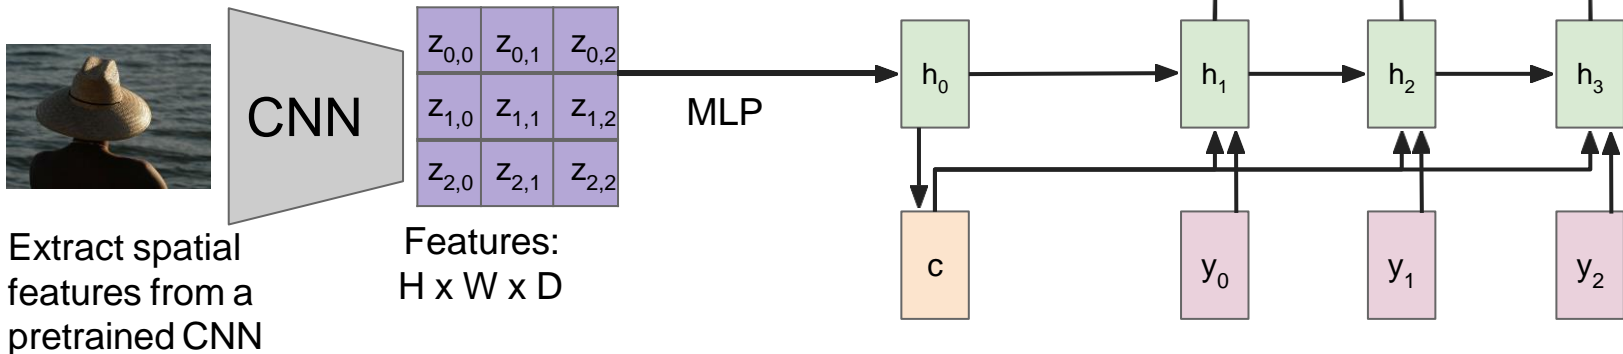 CNN
z0,0 z0,1 z0,2
z1,0 z1,1 z1,2
z2,0 z2,1 z2,2
MLP
h0
h1
h2
h3
c
y0
y1
y2
Extract spatial
features from a
pretrained CNN
Features:
H x W x D